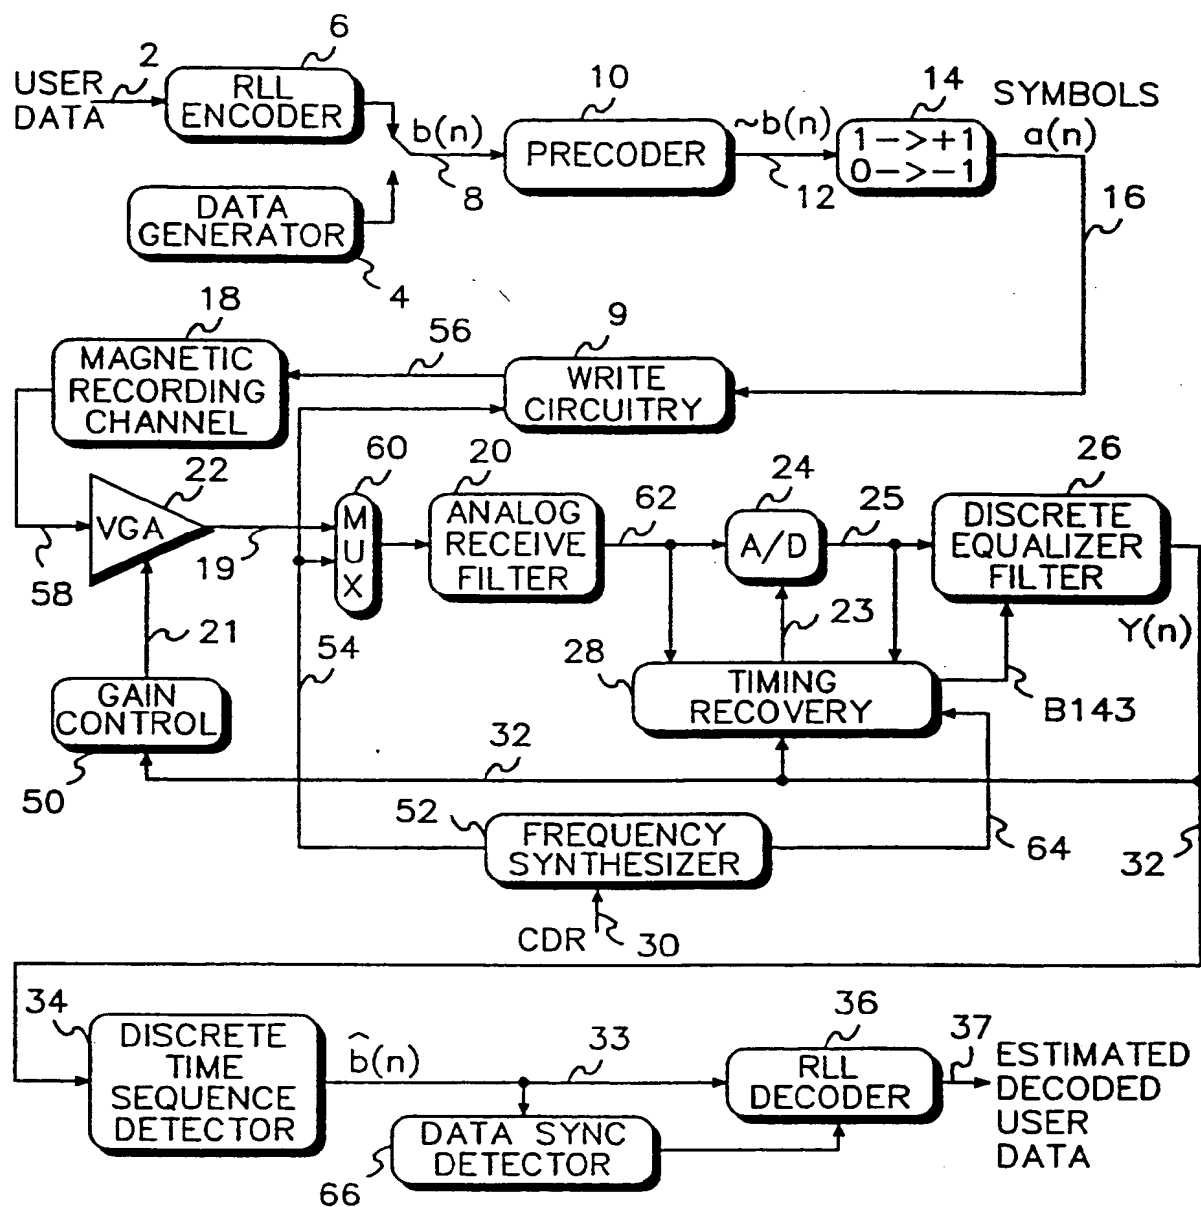 6
2
USER
DATA
RLL
ENCODER
10
14
SYMBOLS
b(n)
PRECODER
~b(n)
1->+1
0->-1
a(n)
8
12
16
DATA
GENERATOR
4
18
56
9
MAGNETIC
RECORDING
CHANNEL
WRITE
CIRCUITRY
22
60
20
24
26
VGA
MUX
ANALOG
RECEIVE
FILTER
62
A/D
25
DISCRETE
EQUALIZER
FILTER
58
19
21
54
23
Y(n)
28
TIMING
RECOVERY
B143
GAIN
CONTROL
50
32
52
FREQUENCY
SYNTHESIZER
64
32
CDR
30
34
DISCRETE
TIME
SEQUENCE
DETECTOR
b̂(n)
33
36
37
RLL
DECODER
ESTIMATED
DECODED
USER
DATA
DATA SYNC
DETECTOR
66